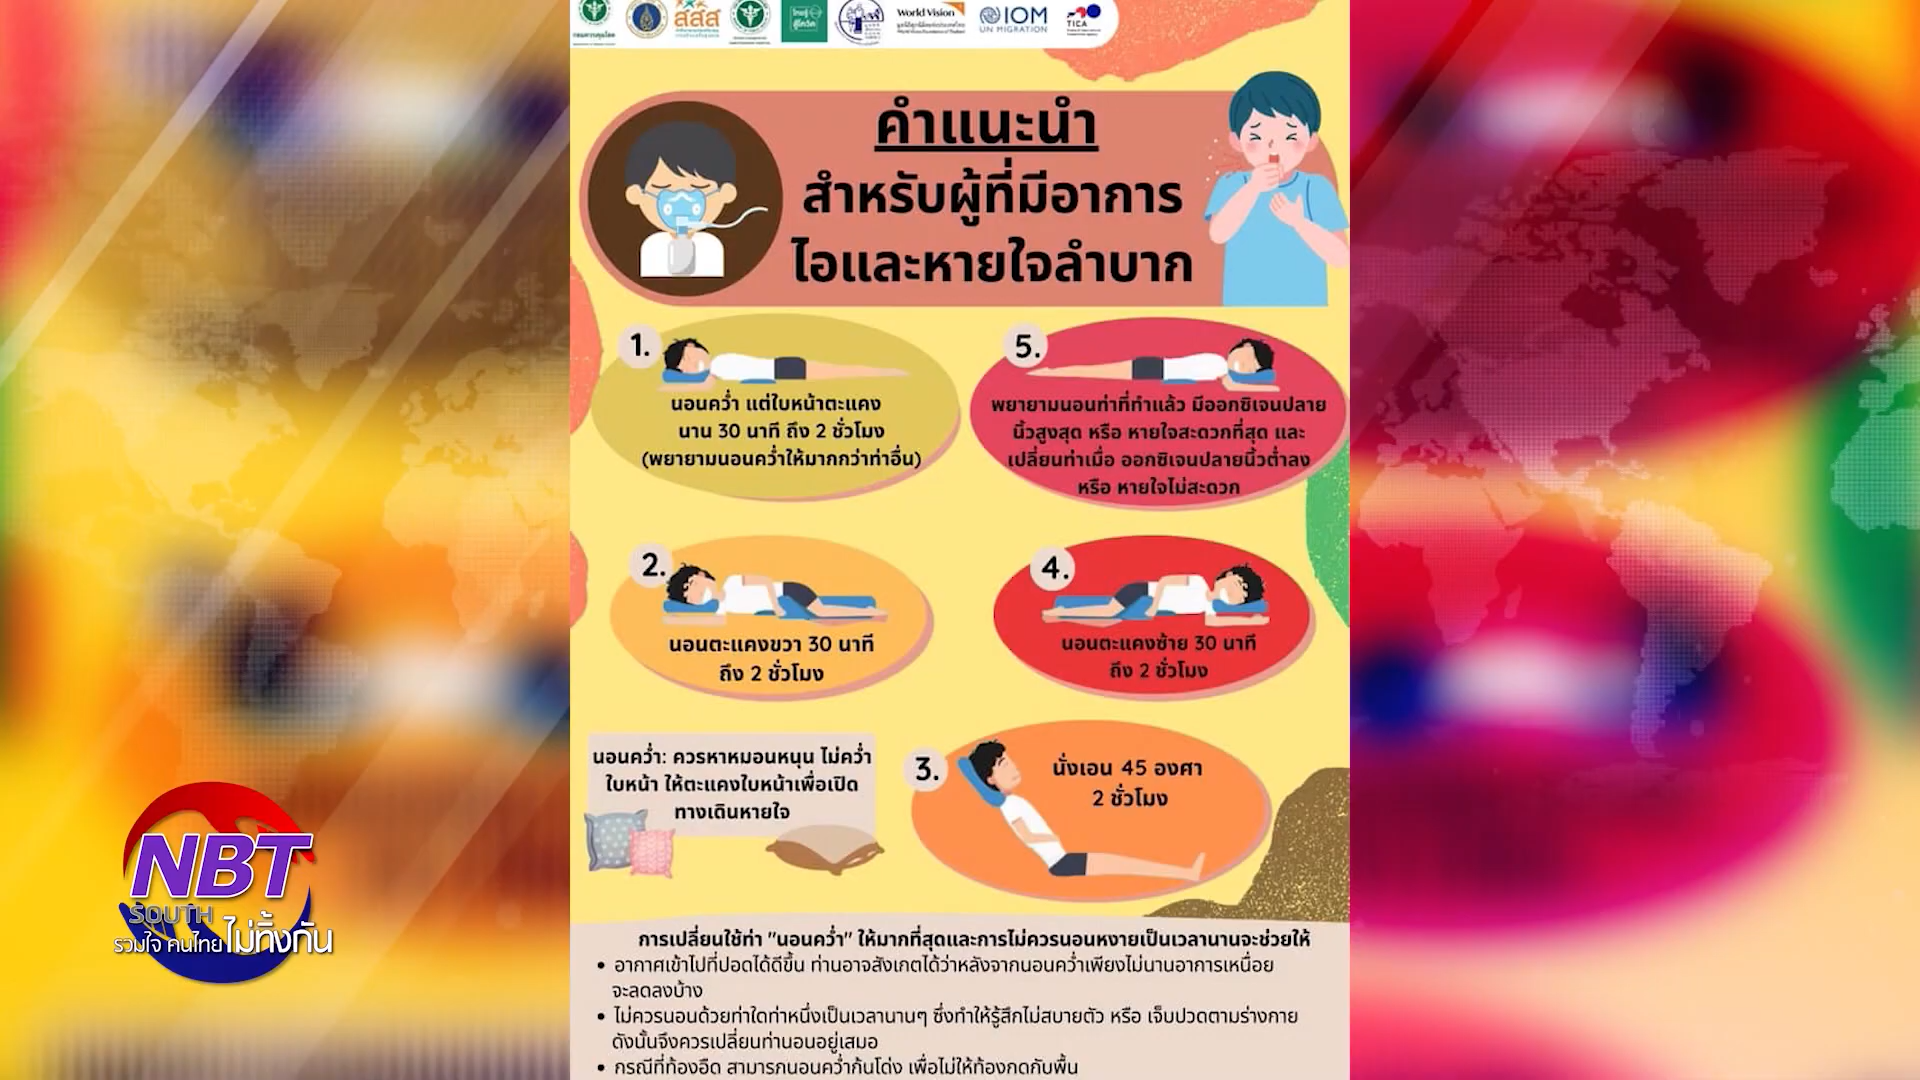 กรมควบคุมโรค
สสส
World Vision
IOM
UN MIGRATION
TICA
คำแนะนำ
สำหรับผู้ที่มีอาการ
ไอและหายใจลำบาก
1.
นอนคว่ำ แต่ใบหน้าตะแคง
นาน 30 นาที ถึง 2 ชั่วโมง
(พยายามนอนคว่ำให้มากกว่าท่าอื่น)
5.
พยายามนอนท่าที่ทำแล้ว มีออกซิเจนปลาย
นิ้วสูงสุด หรือ หายใจสะดวกที่สุด และ
เปลี่ยนท่าเมื่อ ออกซิเจนปลายนิ้วต่ำลง
หรือ หายใจไม่สะดวก
2.
นอนตะแคงขวา 30 นาที
ถึง 2 ชั่วโมง
4.
นอนตะแคงซ้าย 30 นาที
ถึง 2 ชั่วโมง
นอนคว่ำ: ควรหาหมอนหนุน ไม่คว่ำ
ใบหน้า ให้ตะแคงใบหน้าเพื่อเปิด
ทางเดินหายใจ
3.
นั่งเอน 45 องศา
2 ชั่วโมง
การเปลี่ยนใช้ท่า "นอนคว่ำ" ให้มากที่สุดและการไม่ควรนอนหงายเป็นเวลานานจะช่วยให้
• อากาศเข้าไปที่ปอดได้ดีขึ้น ท่านอาจสังเกตได้ว่าหลังจากนอนคว่ำเพียงไม่นานอาการเหนื่อย
จะลดลงบ้าง
• ไม่ควรนอนด้วยท่าใดท่าหนึ่งเป็นเวลานานๆ ซึ่งทำให้รู้สึกไม่สบายตัว หรือ เจ็บปวดตามร่างกาย
ดังนั้นจึงควรเปลี่ยนท่านอนอยู่เสมอ
• กรณีที่ท้องอืด สามารถนอนคว่ำก้นโด่ง เพื่อไม่ให้ท้องกดกับพื้น
NBT
SOUTH
รวมใจ คนไทย ไม่ทิ้งกัน